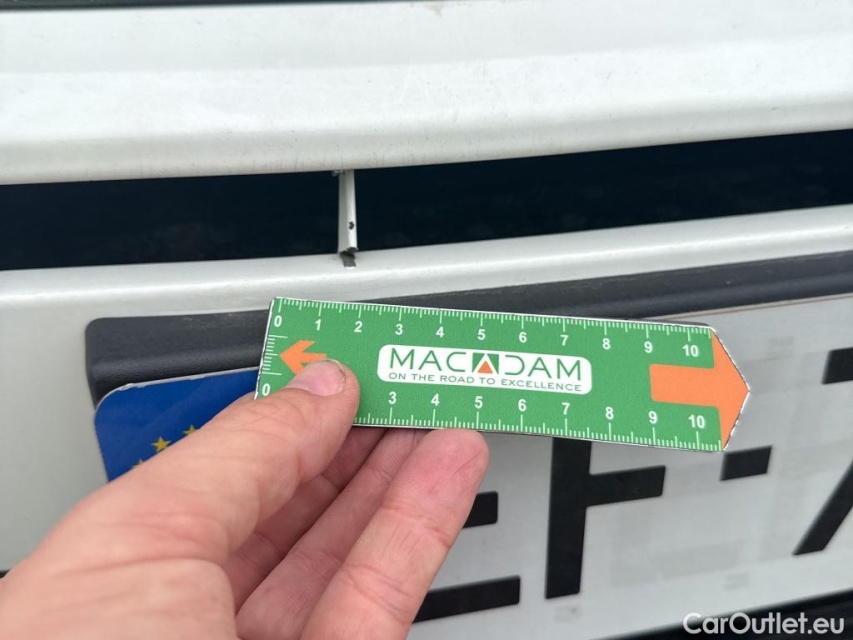 0 1 2 3 4 5 6 7 8 9 10
MACADAM
ON THE ROAD TO EXCELLENCE
0 3 4 5 6 7 8 9 10
EF-
CarOutlet.eu